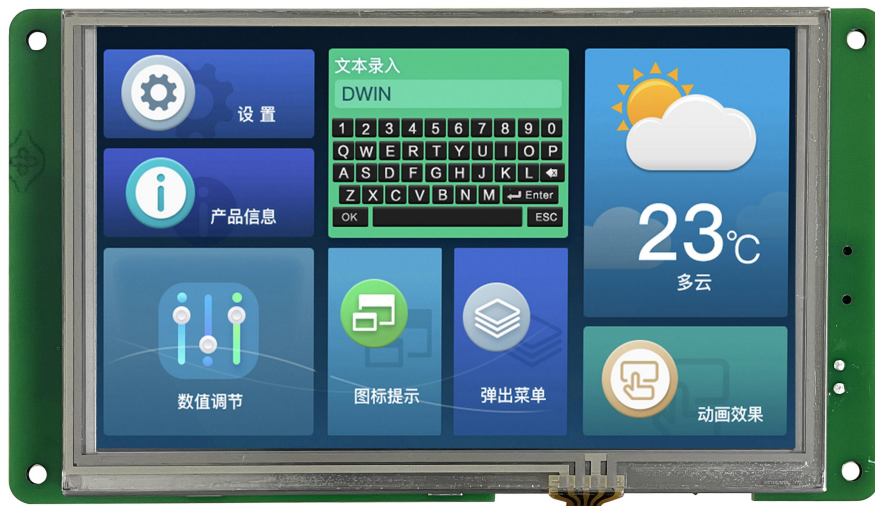 设置
产品信息
数值调节
文本录入
DWIN
1 2 3 4 5 6 7 8 9 0
Q W E R T Y U I O P
A S D F G H J K L
Z X C V B N M Enter
OK ESC
图标提示
弹出菜单
23℃
多云
动画效果